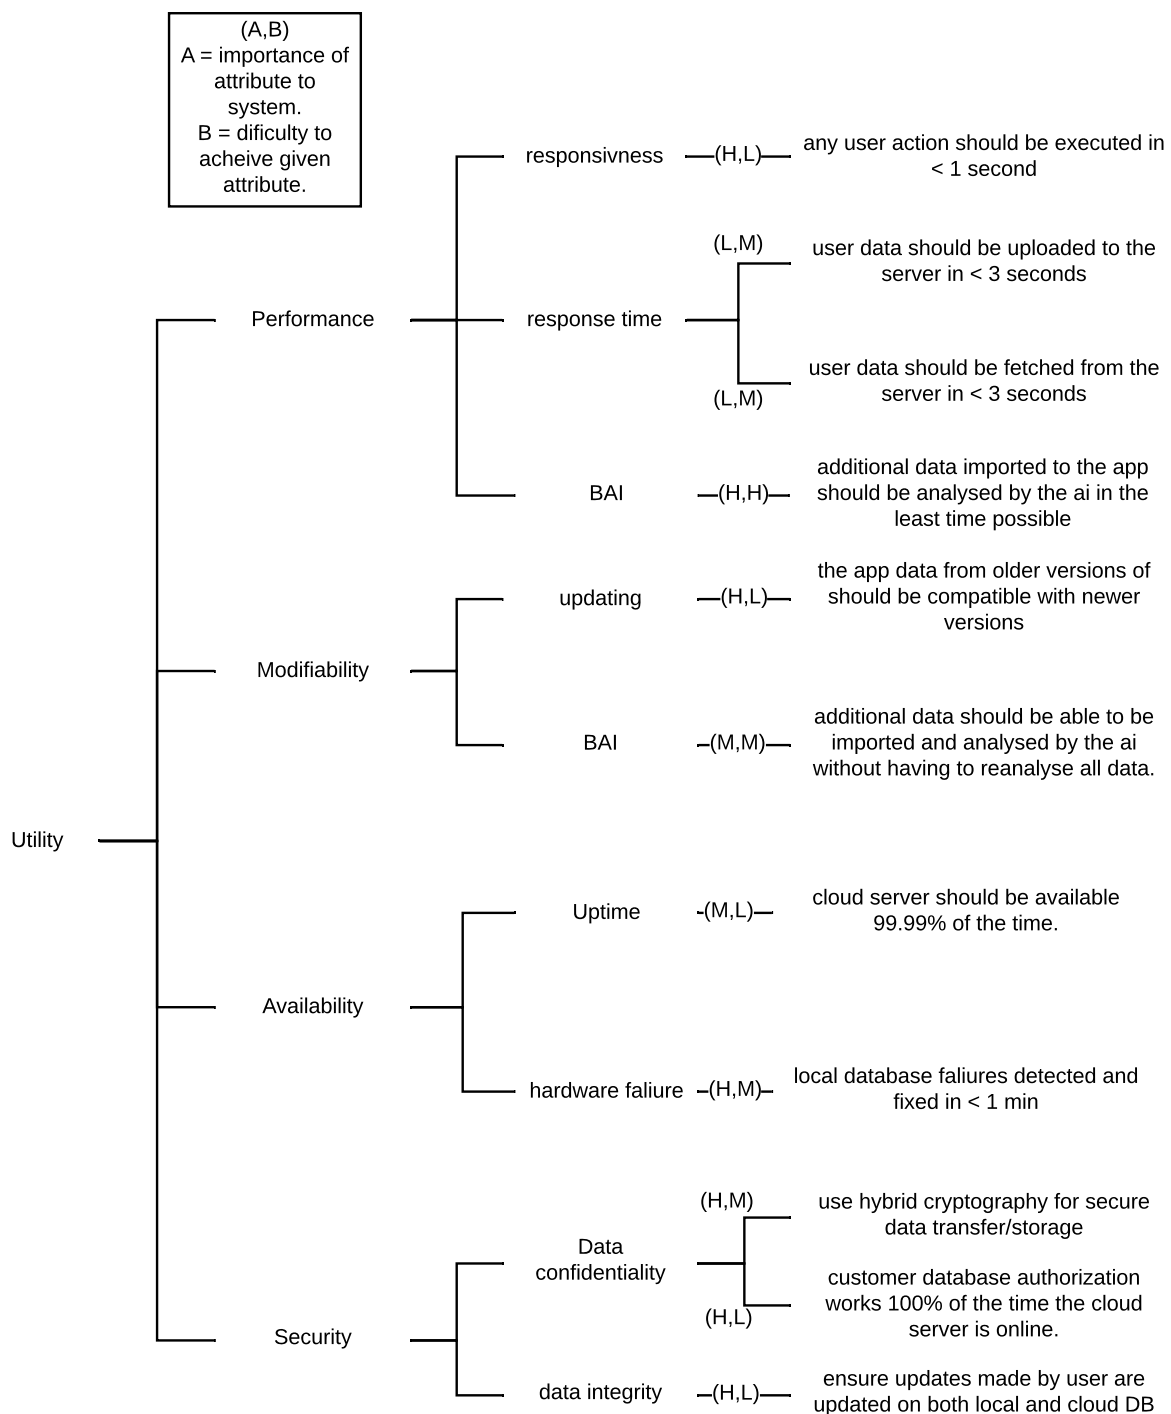 (A,B)
A = importance of
attribute to
system.
B = dificulty to
acheive given
attribute.
Utility
Performance
responsivness
(H,L)
any user action should be executed in
< 1 second
response time
(L,M)
user data should be uploaded to the
server in < 3 seconds
(L,M)
user data should be fetched from the
server in < 3 seconds
BAI
(H,H)
additional data imported to the app
should be analysed by the ai in the
least time possible
Modifiability
updating
(H,L)
the app data from older versions of
should be compatible with newer
versions
BAI
(M,M)
additional data should be able to be
imported and analysed by the ai
without having to reanalyse all data.
Availability
Uptime
(M,L)
cloud server should be available
99.99% of the time.
hardware faliure
(H,M)
local database faliures detected and
fixed in < 1 min
Security
Data
confidentiality
(H,M)
use hybrid cryptography for secure
data transfer/storage
(H,L)
customer database authorization
works 100% of the time the cloud
server is online.
data integrity
(H,L)
ensure updates made by user are
updated on both local and cloud DB